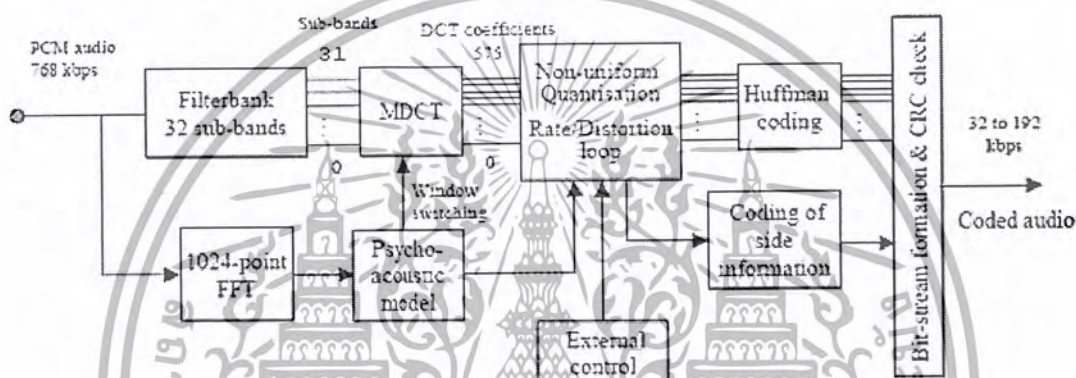 PCM audio
768 kbps
Filterbank
32 sub-bands
Sub-bands
31
0
MDCT
DCT coefficients
575
0
Non-uniform
Quantisation
Rate/Distortion
loop
Huffman
coding
Bit-stream formation & CRC check
32 to 192
kbps
Coded audio
Window
switching
1024-point
FFT
Psycho-
acoustic
model
Coding of
side
information
External
control